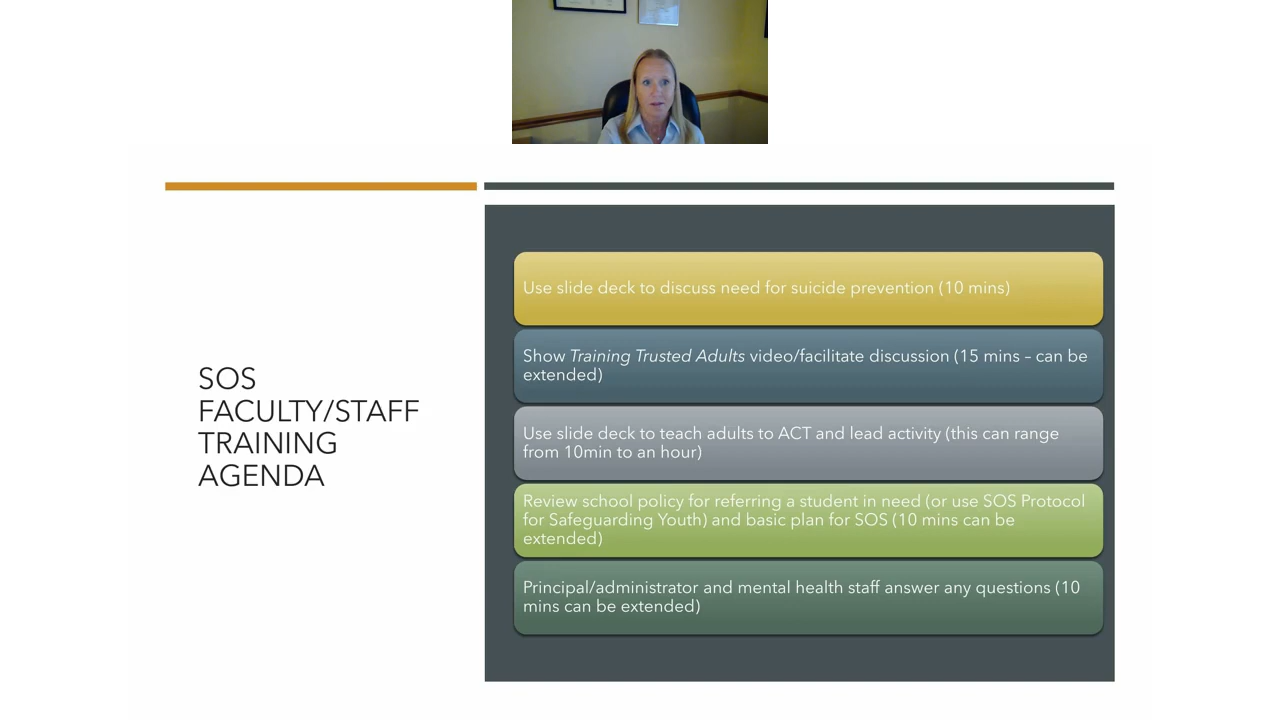 SOS
FACULTY/STAFF
TRAINING
AGENDA
Use slide deck to discuss need for suicide prevention (10 mins)
Show Training Trusted Adults video/facilitate discussion (15 mins – can be
extended)
Use slide deck to teach adults to ACT and lead activity (this can range
from 10min to an hour)
Review school policy for referring a student in need (or use SOS Protocol
for Safeguarding Youth) and basic plan for SOS (10 mins can be
extended)
Principal/administrator and mental health staff answer any questions (10
mins can be extended)